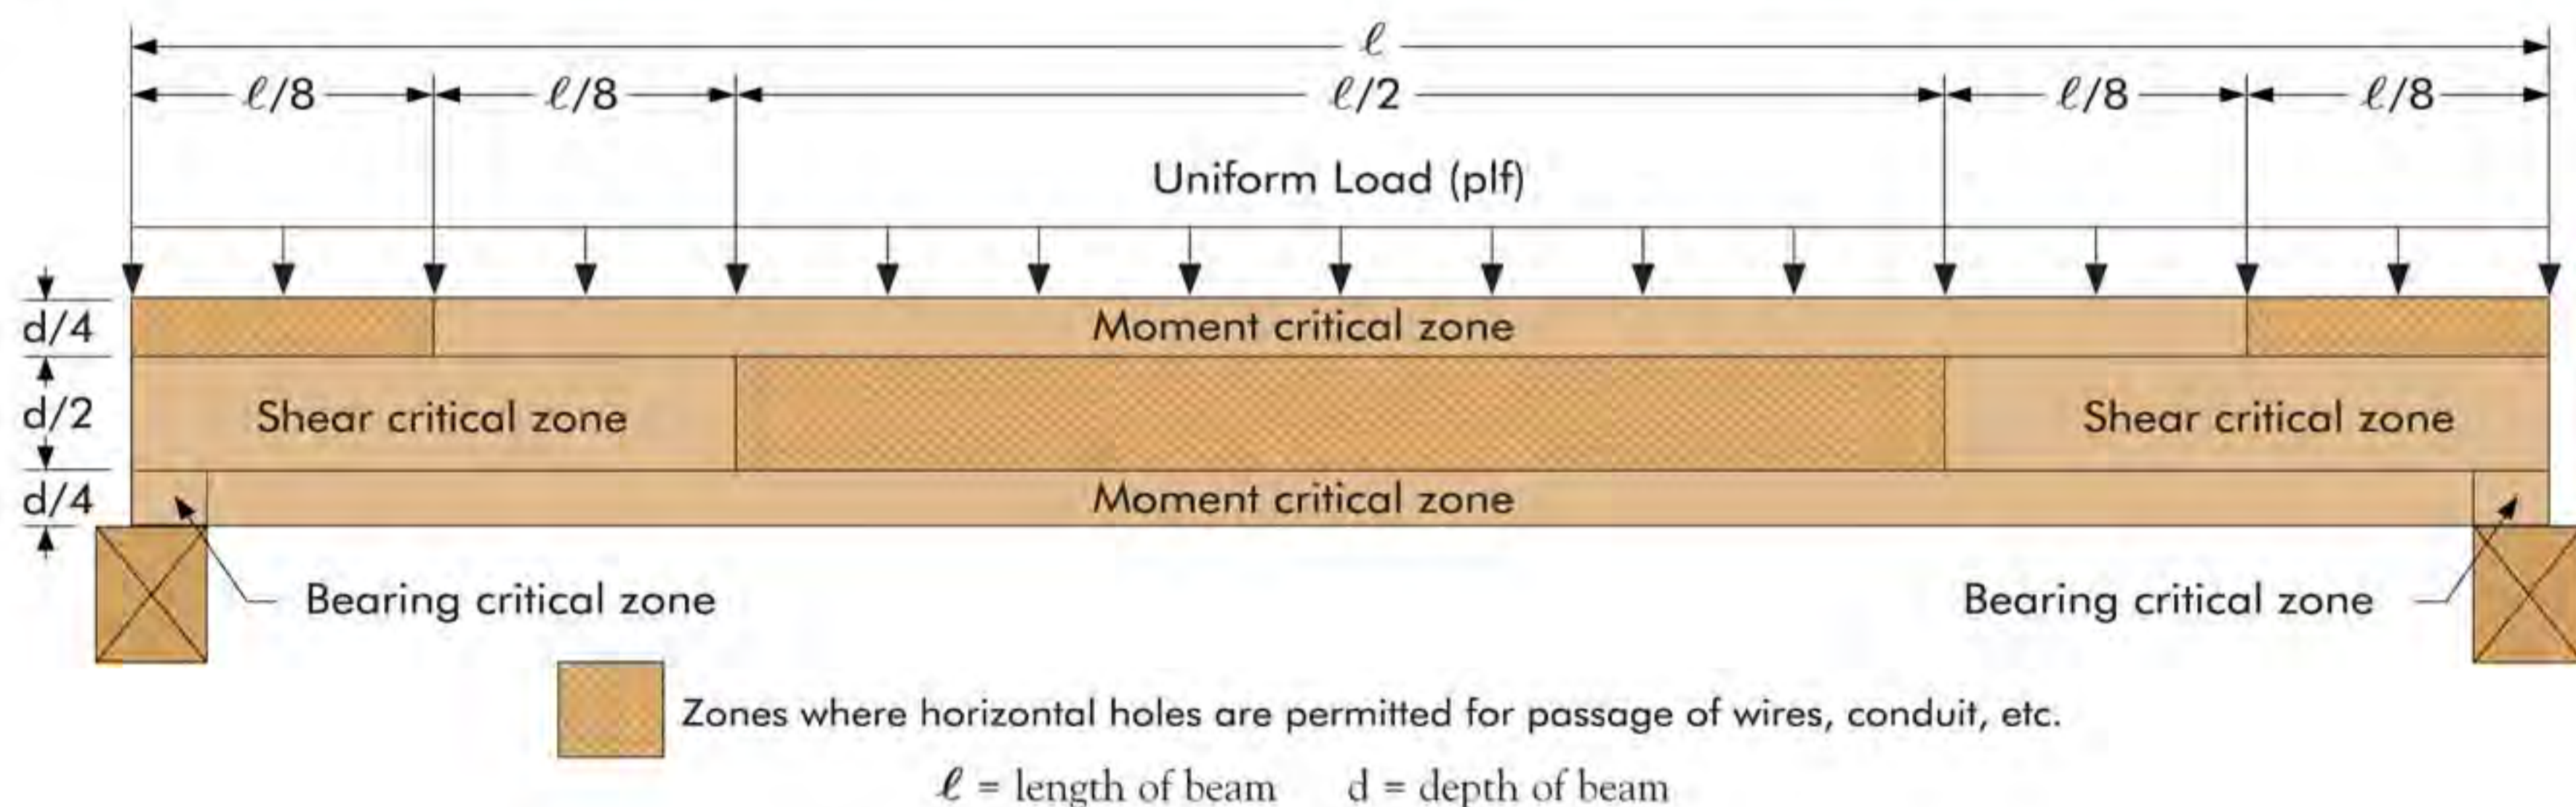 ℓ
ℓ/8 ℓ/8 ℓ/2 ℓ/8 ℓ/8
Uniform Load (plf)
d/4
Moment critical zone
d/2
Shear critical zone
Shear critical zone
d/4
Moment critical zone
Bearing critical zone
Bearing critical zone
Zones where horizontal holes are permitted for passage of wires, conduit, etc.
ℓ = length of beam d = depth of beam